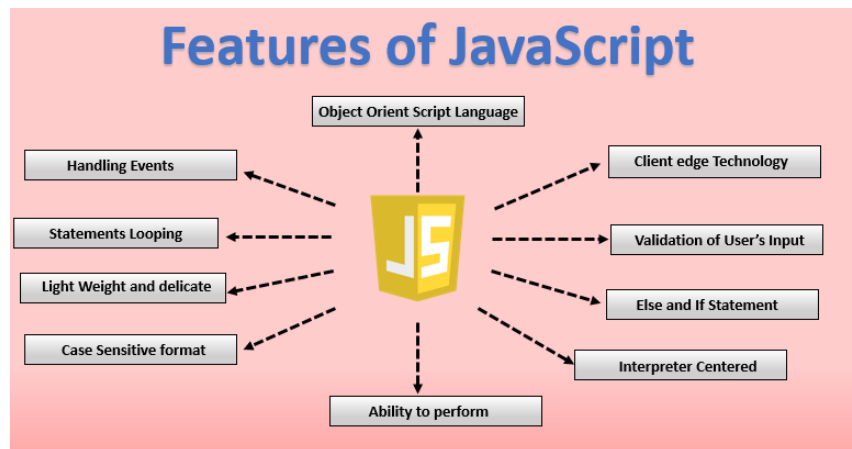 Features of JavaScript
Object Orient Script Language
Handling Events
Client edge Technology
Statements Looping
Validation of User's Input
JS
Light Weight and delicate
Else and If Statement
Case Sensitive format
Interpreter Centered
Ability to perform